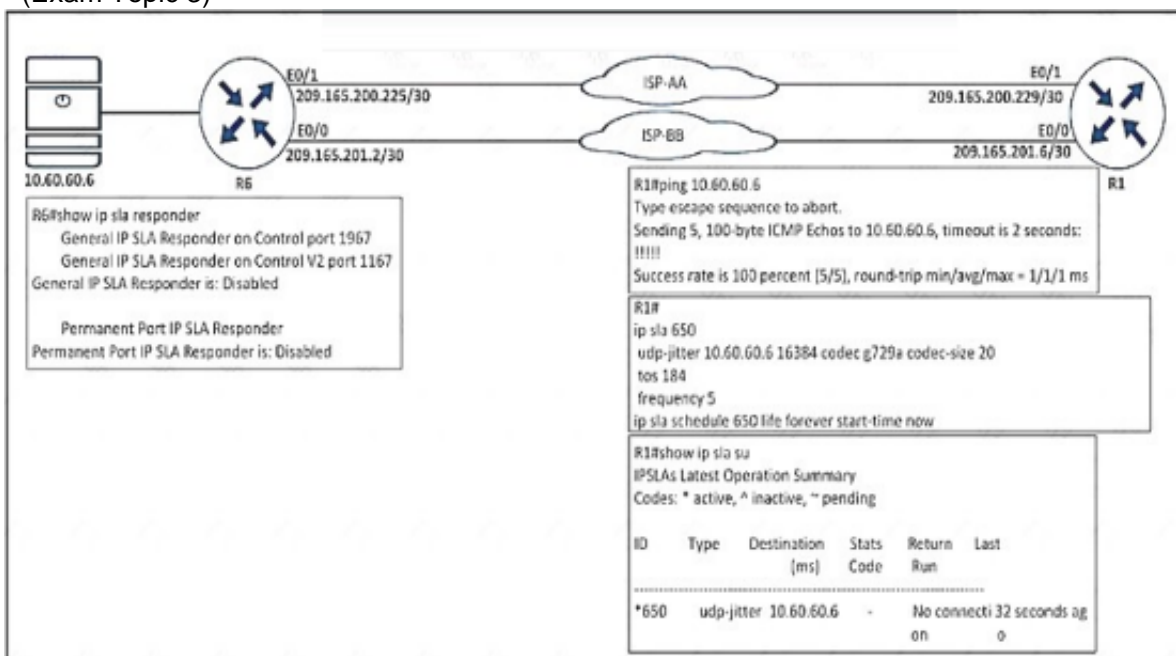 (Exam Topic 3)
E0/1
209.165.200.225/30
ISP-AA
E0/1
209.165.200.229/30
E0/0
209.165.201.2/30
ISP-BB
E0/0
209.165.201.6/30
10.60.60.6
R6
R1
R6#show ip sla responder
General IP SLA Responder on Control port 1967
General IP SLA Responder on Control V2 port 1167
General IP SLA Responder is: Disabled
Permanent Port IP SLA Responder
Permanent Port IP SLA Responder is: Disabled
R1#ping 10.60.60.6
Type escape sequence to abort.
Sending 5, 100-byte ICMP Echos to 10.60.60.6, timeout is 2 seconds:
!!!!!
Success rate is 100 percent (5/5), round-trip min/avg/max = 1/1/1 ms
R1#
ip sla 650
udp-jitter 10.60.60.6 16384 codec g729a codec-size 20
tos 184
frequency 5
ip sla schedule 650 life forever start-time now
R1#show ip sla su
IPSLAs Latest Operation Summary
Codes: * active, ^ inactive, ~ pending
ID Type Destination Stats Return Last
(ms) Code Run
*650 udp-jitter 10.60.60.6 - No connecti 32 seconds ag
on o